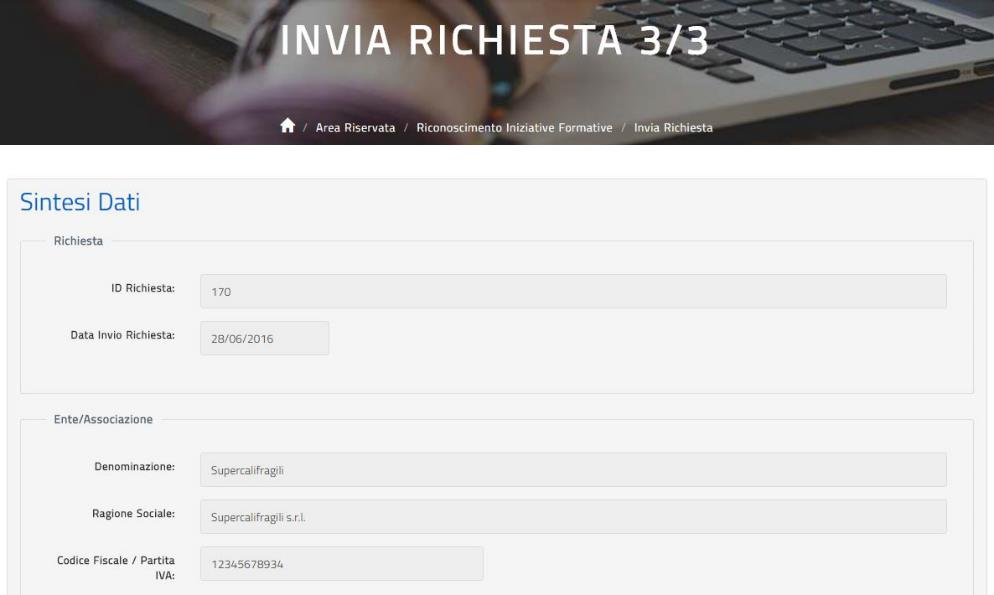 INVIA RICHIESTA 3/3
/ Area Riservata / Riconoscimento Iniziative Formative / Invia Richiesta
Sintesi Dati
Richiesta
ID Richiesta: 170
Data Invio Richiesta: 28/06/2016
Ente/Associazione
Denominazione: Supercalifragili
Ragione Sociale: Supercalifragili s.r.l.
Codice Fiscale / Partita
IVA: 12345678934